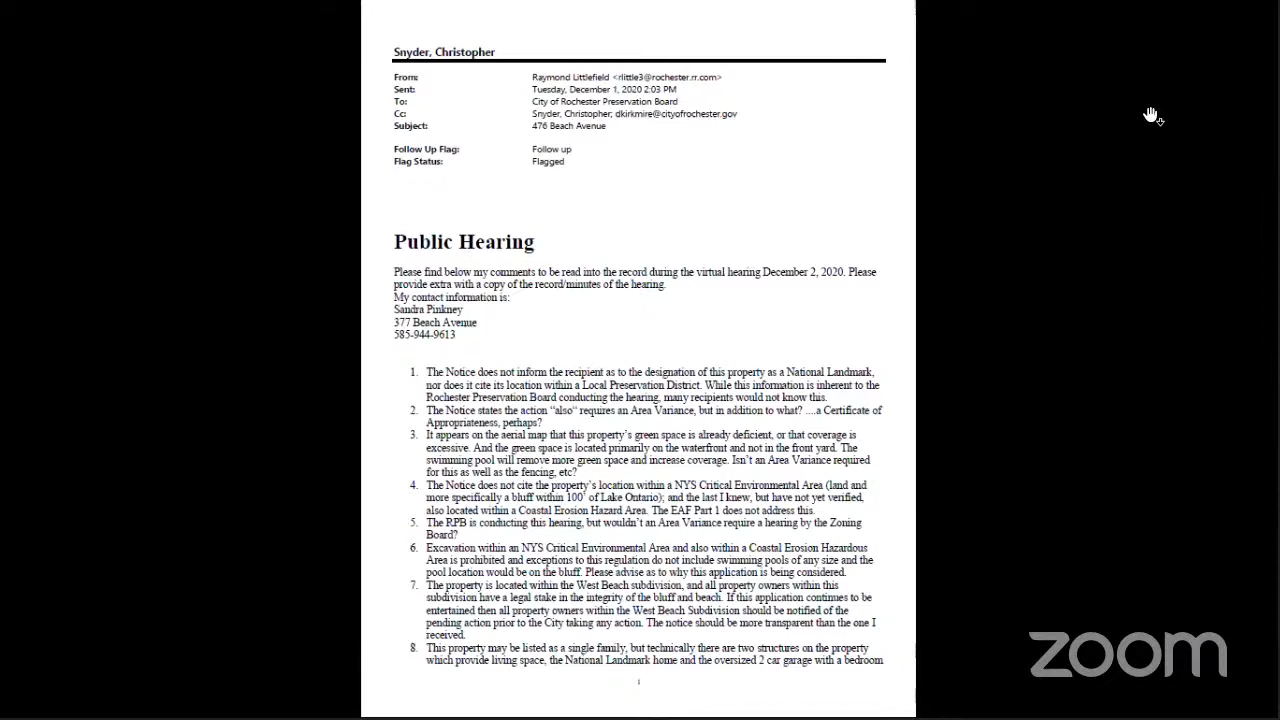 Snyder, Christopher
From: Raymond Littlefield <rlittle3@rochester.rr.com>
Sent: Tuesday, December 1, 2020 2:03 PM
To: City of Rochester Preservation Board
Cc: Snyder, Christopher; dkirkmire@cityofrochester.gov
Subject: 476 Beach Avenue
Follow Up Flag: Follow up
Flag Status: Flagged
Public Hearing
Please find below my comments to be read into the record during the virtual hearing December 2, 2020. Please
provide extra with a copy of the record/minutes of the hearing.
My contact information is:
Sandra Pinkney
377 Beach Avenue
585-944-9613
1. The Notice does not inform the recipient as to the designation of this property as a National Landmark,
nor does it cite its location within a Local Preservation District. While this information is inherent to the
Rochester Preservation Board conducting the hearing, many recipients would not know this.
2. The Notice states the action “also“ requires an Area Variance, but in addition to what? ....a Certificate of
Appropriateness, perhaps?
3. It appears on the aerial map that this property’s green space is already deficient, or that coverage is
excessive. And the green space is located primarily on the waterfront and not in the front yard. The
swimming pool will remove more green space and increase coverage. Isn’t an Area Variance required
for this as well as the fencing, etc?
4. The Notice does not cite the property’s location within a NYS Critical Environmental Area (land and
more specifically a bluff within 100’ of Lake Ontario); and the last I knew, but have not yet verified,
also located within a Coastal Erosion Hazard Area. The EAF Part 1 does not address this.
5. The RPB is conducting this hearing, but wouldn’t an Area Variance require a hearing by the Zoning
Board?
6. Excavation within an NYS Critical Environmental Area and also within a Coastal Erosion Hazardous
Area is prohibited and exceptions to this regulation do not include swimming pools of any size and the
pool location would be on the bluff. Please advise as to why this application is being considered.
7. The property is located within the West Beach subdivision, and all property owners within this
subdivision have a legal stake in the integrity of the bluff and beach. If this application continues to be
entertained then all property owners within the West Beach Subdivision should be notified of the
pending action prior to the City taking any action. The notice should be more transparent than the one I
received.
8. This property may be listed as a single family, but technically there are two structures on the property
which provide living space, the National Landmark home and the oversized 2 car garage with a bedroom
1
zoom